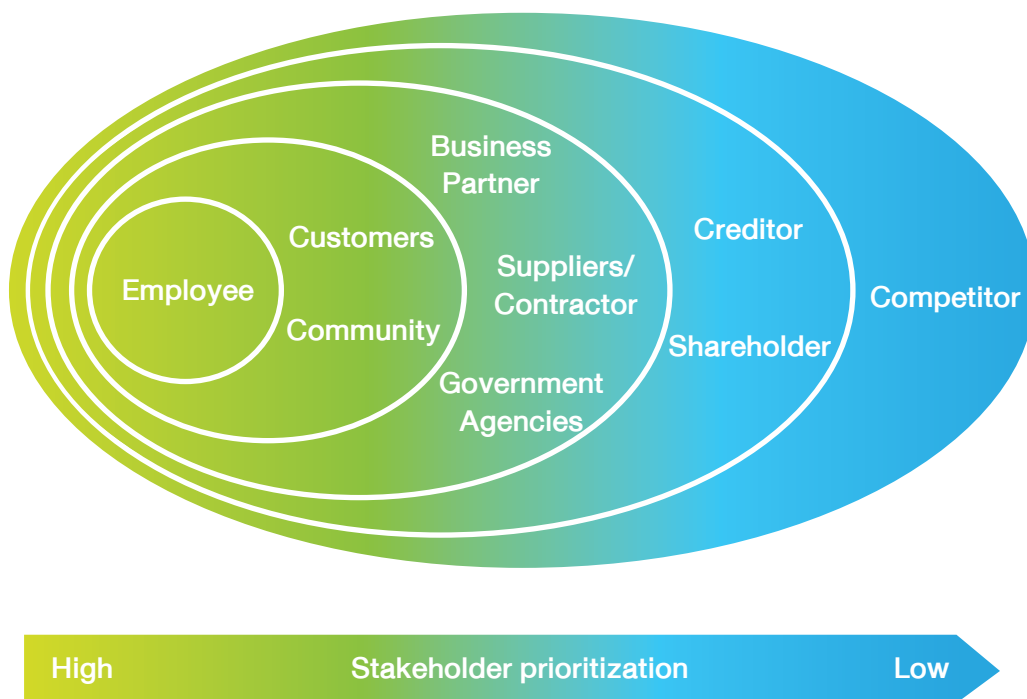 Employee
Customers
Community
Business
Partner
Suppliers/
Contractor
Government
Agencies
Creditor
Shareholder
Competitor
High Stakeholder prioritization Low